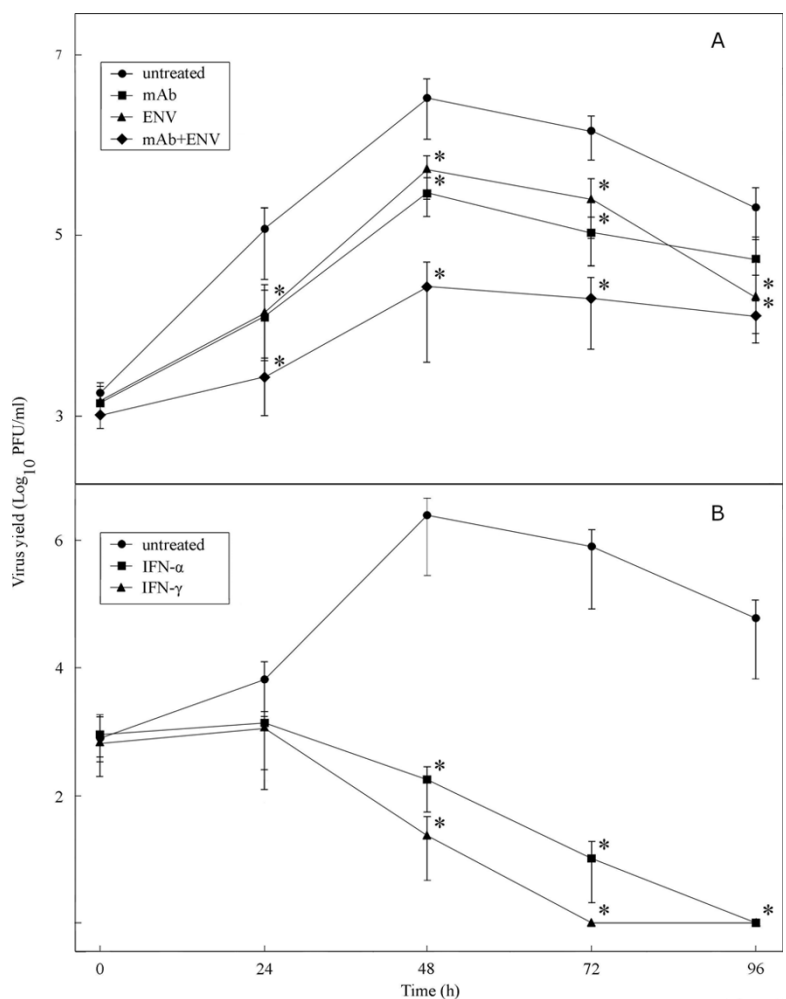 A
7
untreated
mAb
ENV
mAb+ENV
*
*
*
*
*
5
*
*
*
*
*
3
Virus yield (Log10 PFU/ml)
B
6
untreated
IFN-α
IFN-γ
4
*
2
*
*
*
*
0 24 48 72 96
Time (h)